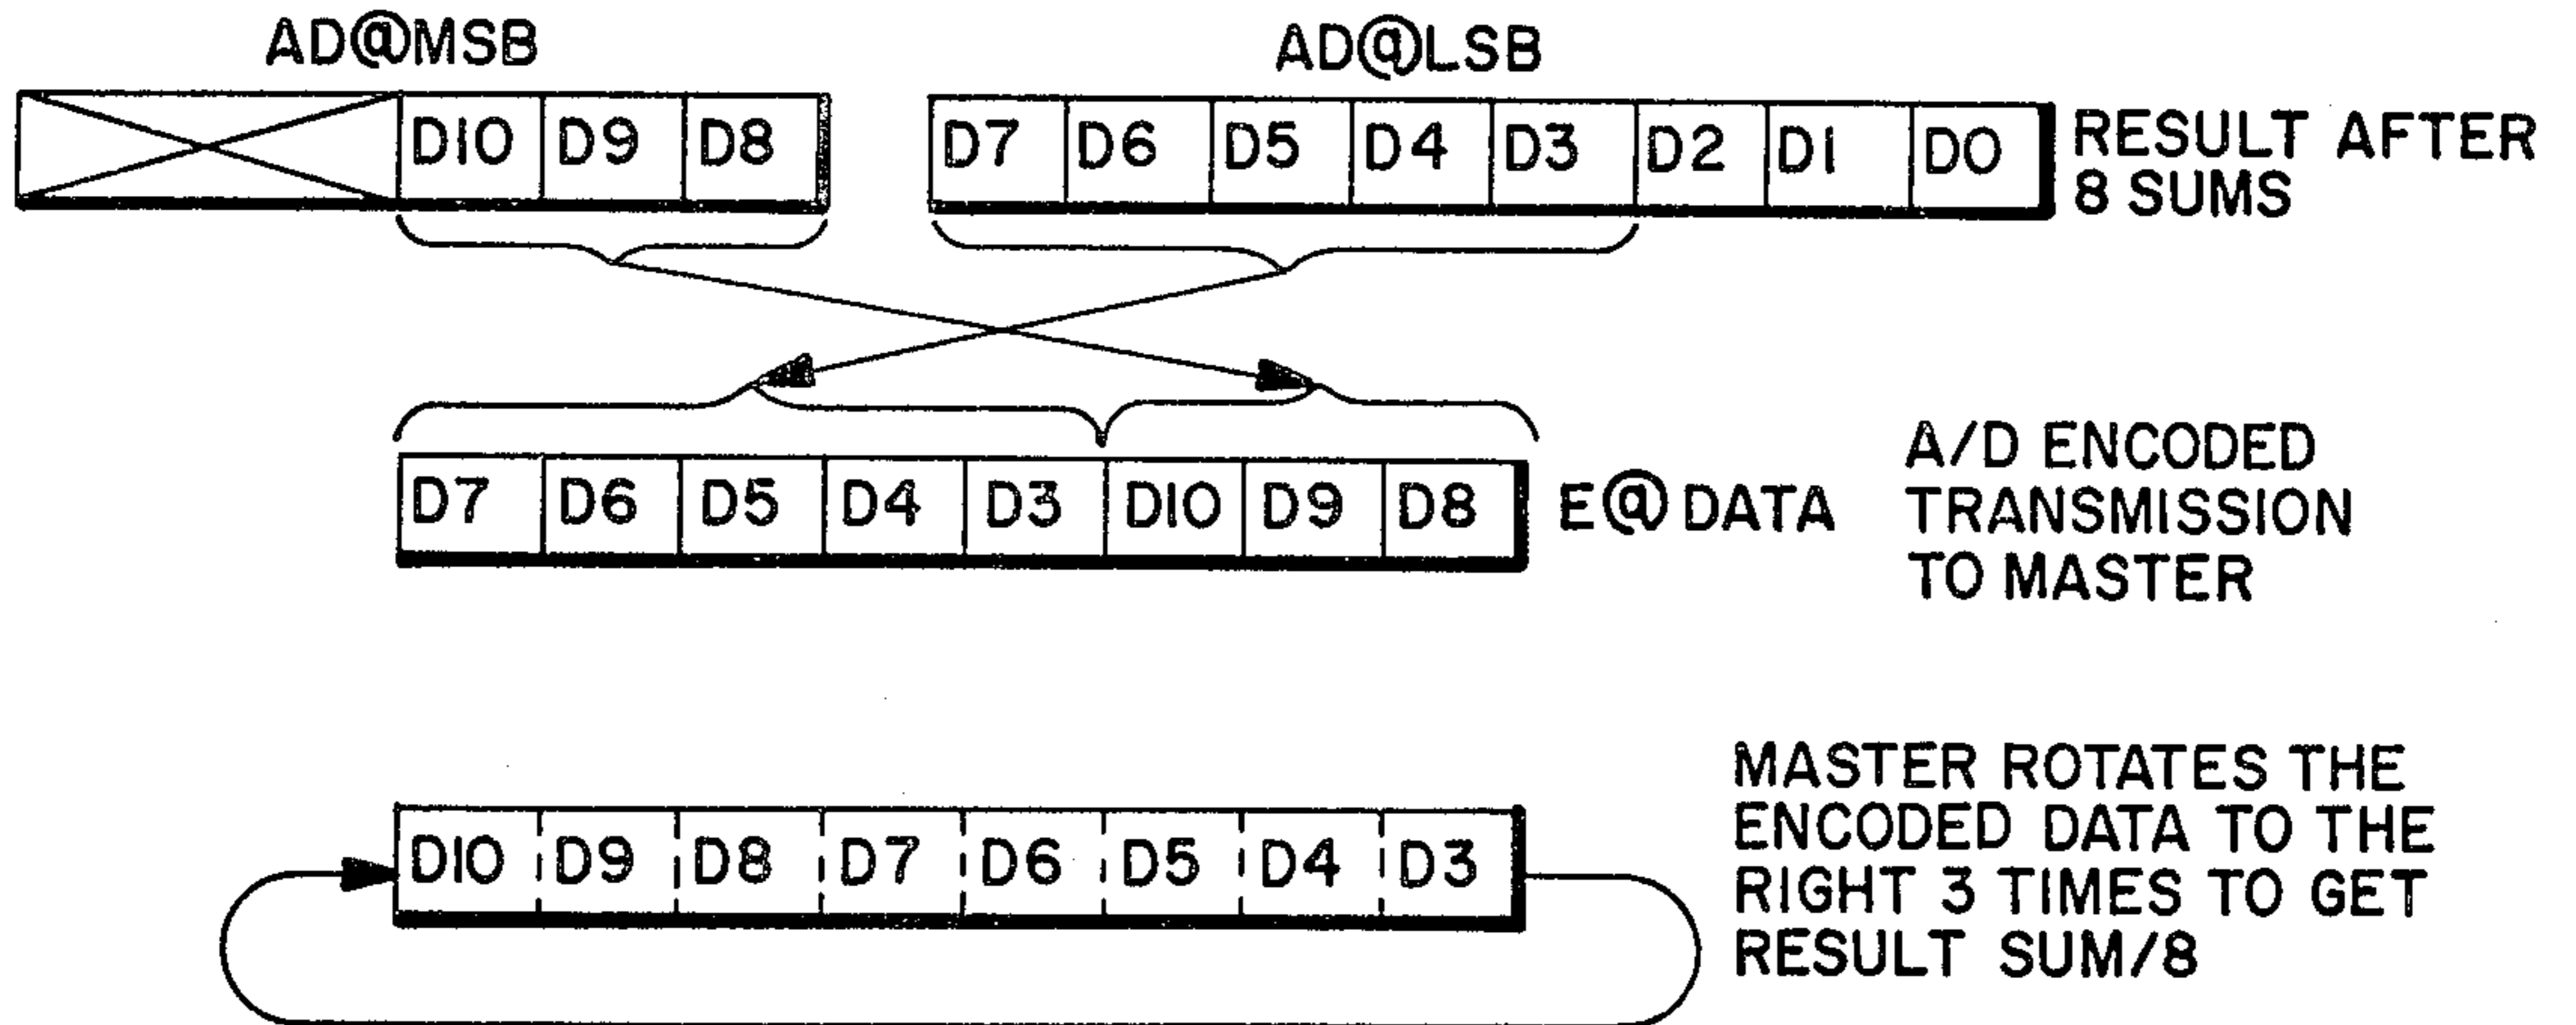 AD@MSB
AD@LSB
D10 D9 D8
D7 D6 D5 D4 D3 D2 D1 D0
RESULT AFTER
8 SUMS
D7 D6 D5 D4 D3 D10 D9 D8
E@DATA
A/D ENCODED
TRANSMISSION
TO MASTER
D10 D9 D8 D7 D6 D5 D4 D3
MASTER ROTATES THE
ENCODED DATA TO THE
RIGHT 3 TIMES TO GET
RESULT SUM/8